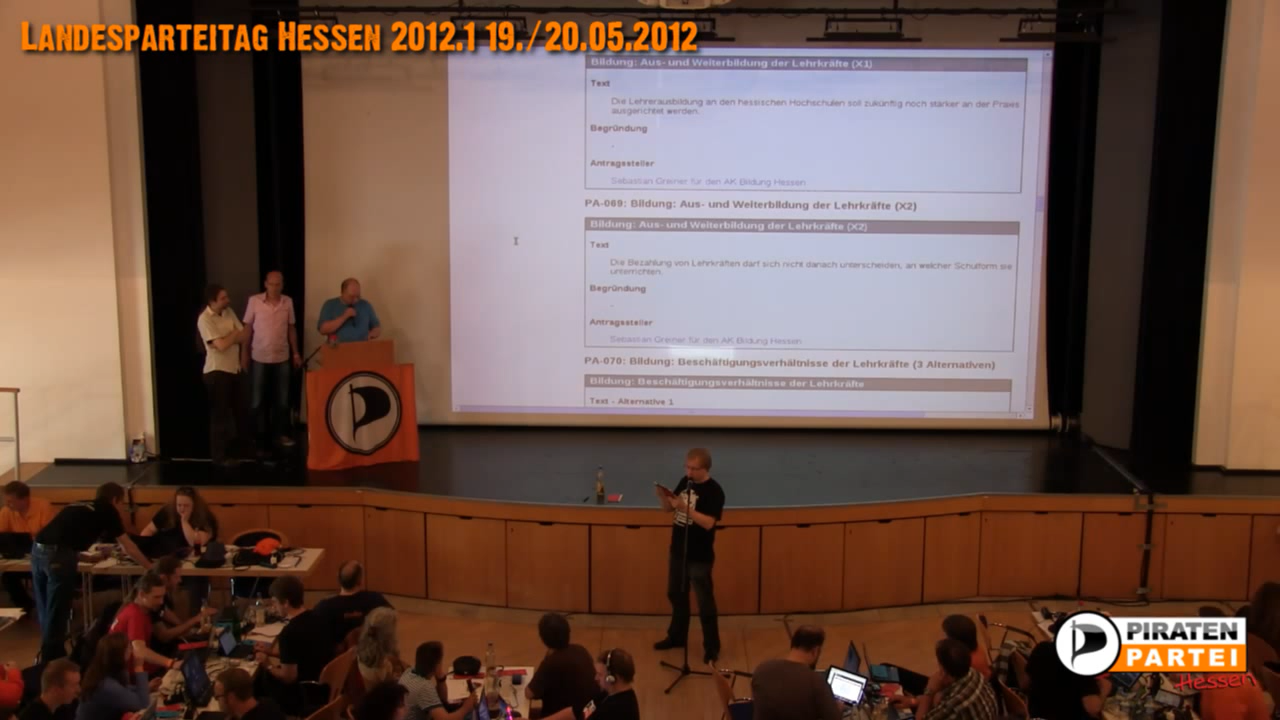 LANDESPARTEITAG HESSEN 2012.1 19./20.05.2012
Bildung: Aus- und Weiterbildung der Lehrkräfte (X1)
Text
Die Lehrerausbildung an den hessischen Hochschulen soll zukünftig noch stärker an der Praxis
ausgerichtet werden.
Begründung
.
Antragssteller
Sebastian Greiner für den AK Bildung Hessen
PA-069: Bildung: Aus- und Weiterbildung der Lehrkräfte (X2)
Bildung: Aus- und Weiterbildung der Lehrkräfte (X2)
Text
Die Bezahlung von Lehrkräften darf sich nicht danach unterscheiden, an welcher Schulform sie
unterrichten.
Begründung
.
Antragssteller
Sebastian Greiner für den AK Bildung Hessen
PA-070: Bildung: Beschäftigungsverhältnisse der Lehrkräfte (3 Alternativen)
Bildung: Beschäftigungsverhältnisse der Lehrkräfte
Text - Alternative 1
PIRATEN
PARTEI
Hessen